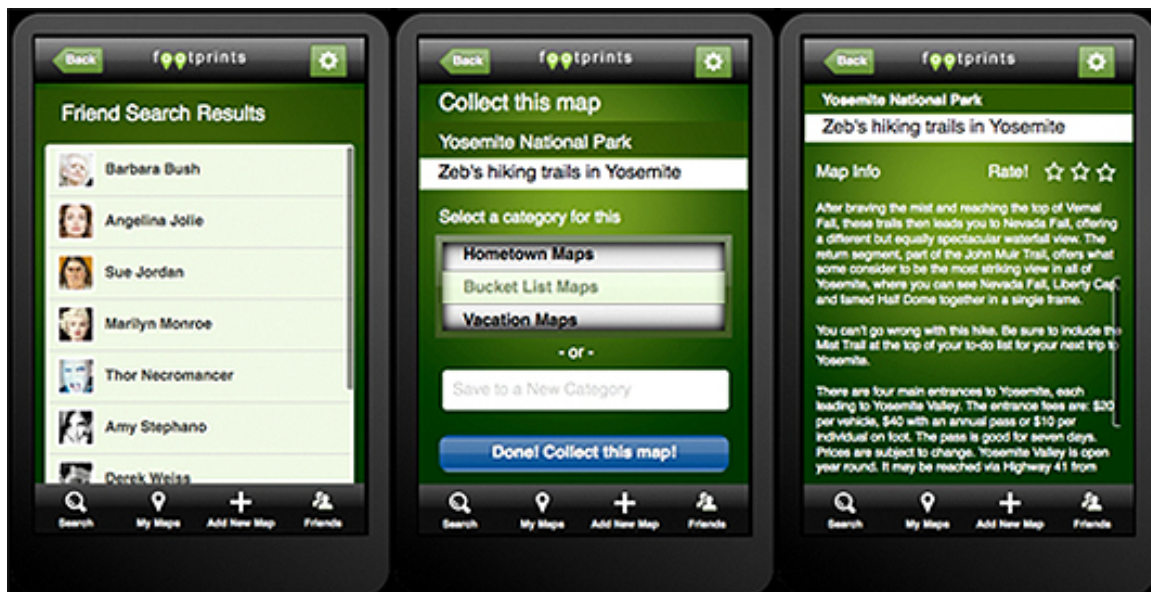 Back
footprints
Friend Search Results
Barbara Bush
Angelina Jolie
Sue Jordan
Marilyn Monroe
Thor Necromancer
Amy Stephano
Derek Weiss
Search
My Maps
Add New Map
Friends
Back
footprints
Collect this map
Yosemite National Park
Zeb's hiking trails in Yosemite
Select a category for this
Hometown Maps
Bucket List Maps
Vacation Maps
- or -
Save to a New Category
Done! Collect this map!
Search
My Maps
Add New Map
Friends
Back
footprints
Yosemite National Park
Zeb's hiking trails in Yosemite
Map Info Rate!
After braving the mist and reaching the top of Vernal
Fall, these trails then leads you to Nevada Fall, offering
a different but equally spectacular waterfall view. The
return segment, part of the John Muir Trail, offers what
some consider to be the most striking view in all of
Yosemite, where you can see Nevada Fall, Liberty Cap,
and famed Half Dome together in a single frame.
You can't go wrong with this hike. Be sure to include the
Mist Trail at the top of your to-do list for your next trip to
Yosemite.
There are four main entrances to Yosemite, each
leading to Yosemite Valley. The entrance fees are: $20
per vehicle, $40 with an annual pass or $10 per
individual on foot. The pass is good for seven days.
Prices are subject to change. Yosemite Valley is open
year round. It may be reached via Highway 41 from
Search
My Maps
Add New Map
Friends